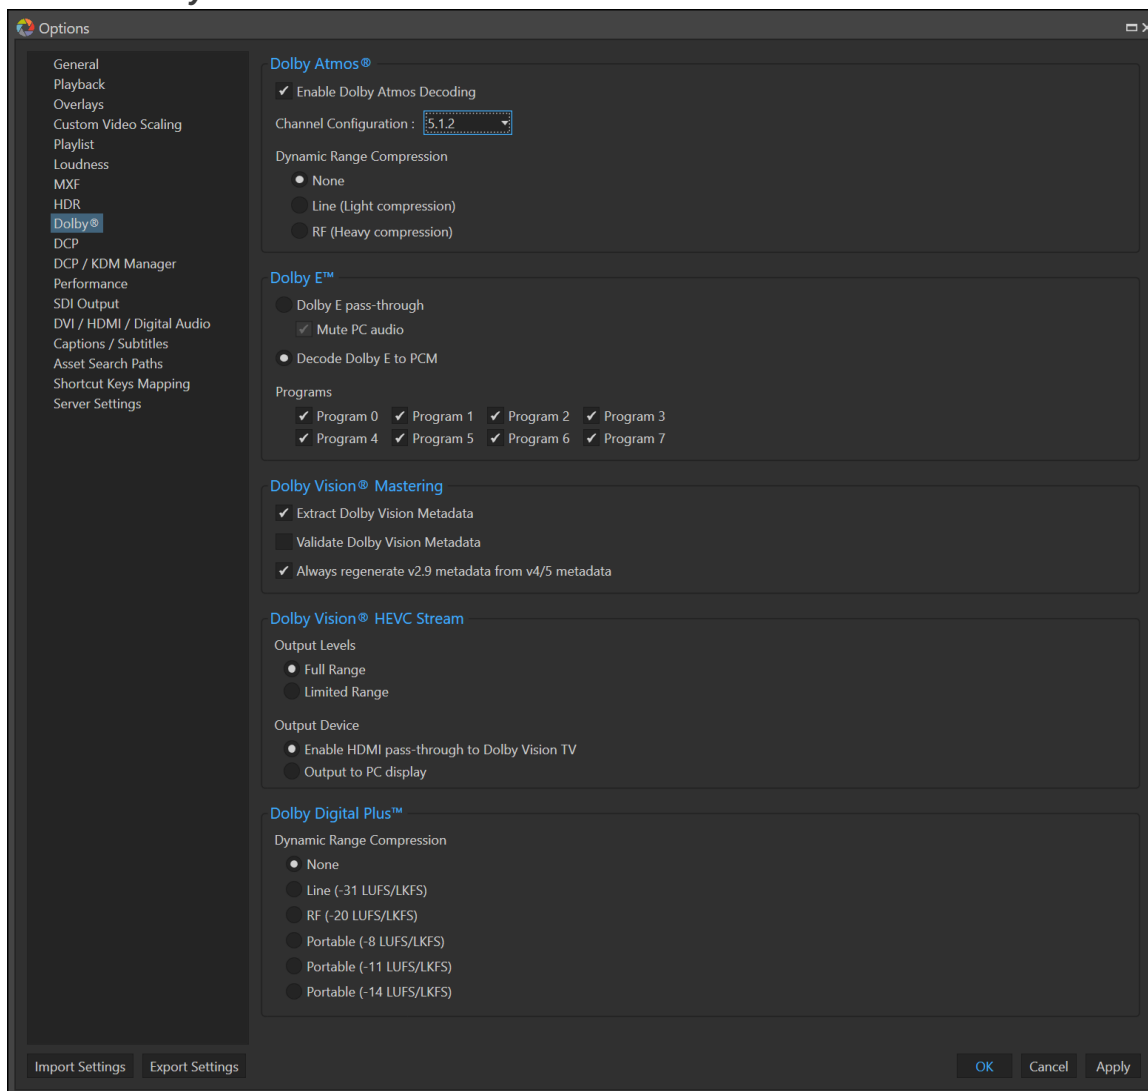 Options
General
Playback
Overlays
Custom Video Scaling
Playlist
Loudness
MXF
HDR
Dolby®
DCP
DCP / KDM Manager
Performance
SDI Output
DVI / HDMI / Digital Audio
Captions / Subtitles
Asset Search Paths
Shortcut Keys Mapping
Server Settings
Dolby Atmos®
Enable Dolby Atmos Decoding
Channel Configuration : 5.1.2
Dynamic Range Compression
None
Line (Light compression)
RF (Heavy compression)
Dolby E™
Dolby E pass-through
Mute PC audio
Decode Dolby E to PCM
Programs
Program 0 Program 1 Program 2 Program 3
Program 4 Program 5 Program 6 Program 7
Dolby Vision® Mastering
Extract Dolby Vision Metadata
Validate Dolby Vision Metadata
Always regenerate v2.9 metadata from v4/5 metadata
Dolby Vision® HEVC Stream
Output Levels
Full Range
Limited Range
Output Device
Enable HDMI pass-through to Dolby Vision TV
Output to PC display
Dolby Digital Plus™
Dynamic Range Compression
None
Line (-31 LUFS/LKFS)
RF (-20 LUFS/LKFS)
Portable (-8 LUFS/LKFS)
Portable (-11 LUFS/LKFS)
Portable (-14 LUFS/LKFS)
Import Settings Export Settings OK Cancel Apply